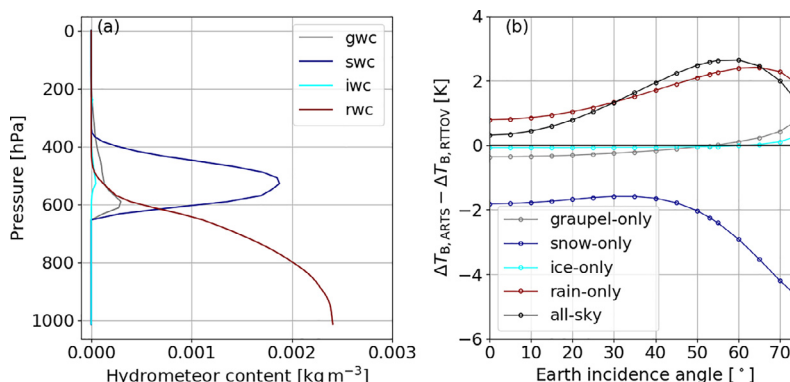 (a)
gwc
swc
iwc
rwc
0
200
400
600
800
1000
Pressure [hPa]
0.000
0.001
0.002
0.003
Hydrometeor content [kg m⁻³]
(b)
4
2
0
−2
−4
−6
ΔT_B,ARTS − ΔT_B,RTTOV [K]
graupel-only
snow-only
ice-only
rain-only
all-sky
0 10 20 30 40 50 60 70
Earth incidence angle [°]